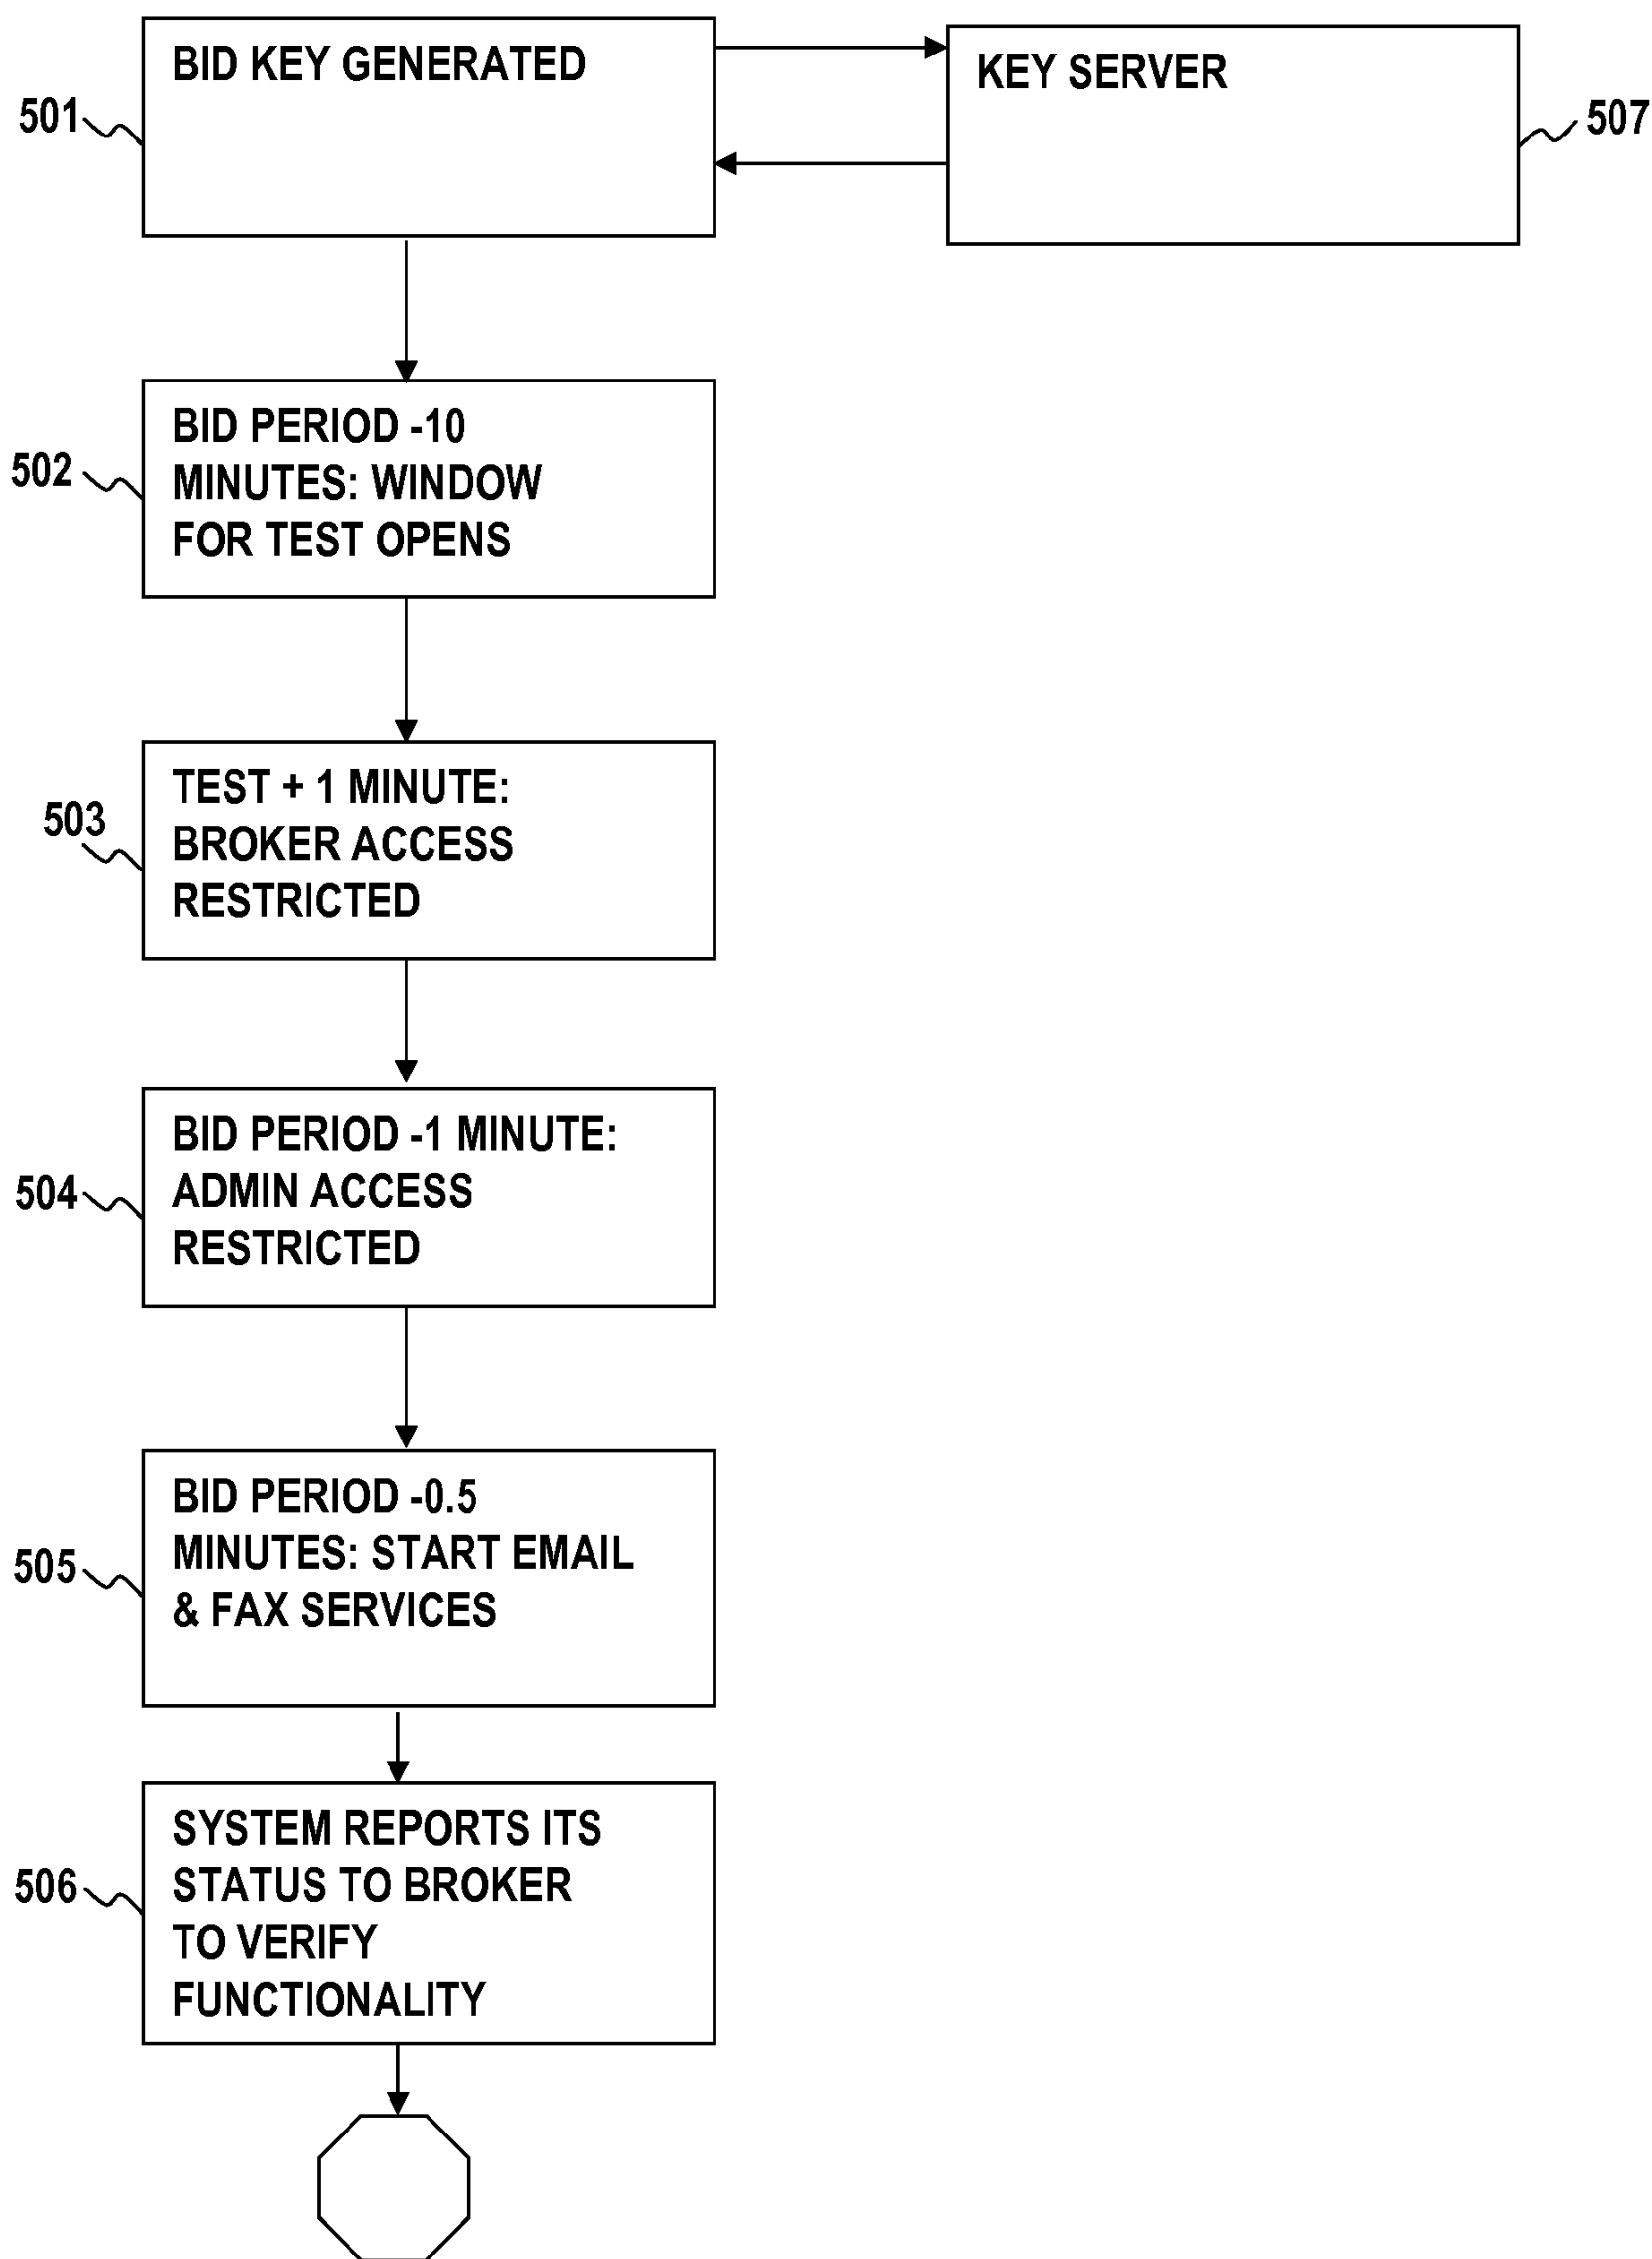 BID KEY GENERATED
501
KEY SERVER
507
BID PERIOD -10
MINUTES: WINDOW
FOR TEST OPENS
502
TEST + 1 MINUTE:
BROKER ACCESS
RESTRICTED
503
BID PERIOD -1 MINUTE:
ADMIN ACCESS
RESTRICTED
504
BID PERIOD -0.5
MINUTES: START EMAIL
& FAX SERVICES
505
SYSTEM REPORTS ITS
STATUS TO BROKER
TO VERIFY
FUNCTIONALITY
506